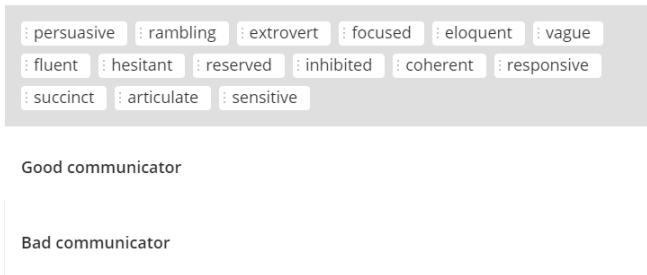 persuasive rambling extrovert focused eloquent vague
fluent hesitant reserved inhibited coherent responsive
succinct articulate sensitive
Good communicator
Bad communicator